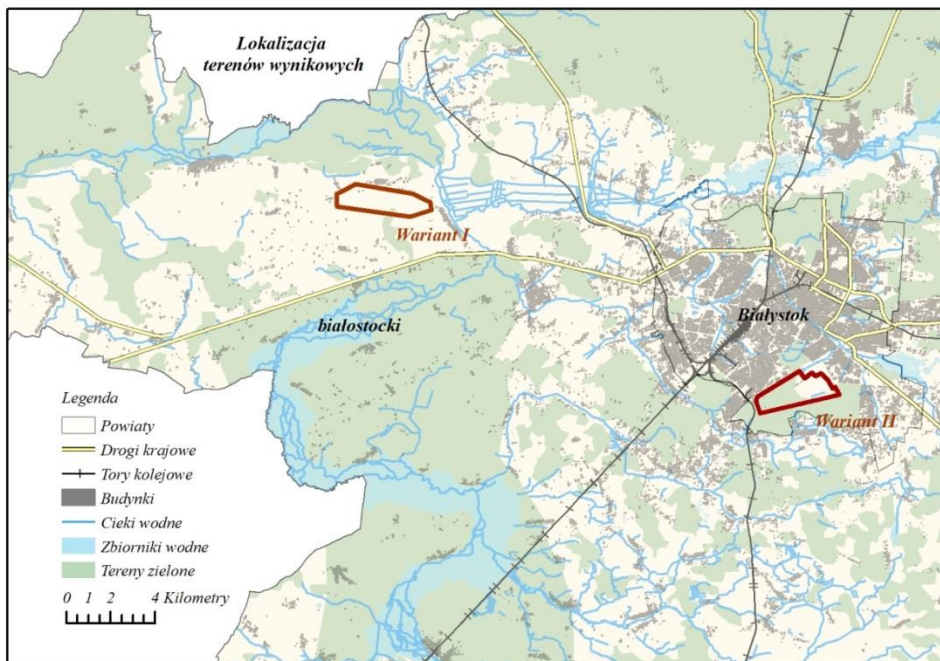 Lokalizacja
terenów wynikowych
Wariant I
białostocki
Białystok
Wariant II
Legenda
Powiaty
Drogi krajowe
Tory kolejowe
Budynki
Cieki wodne
Zbiorniki wodne
Tereny zielone
0 1 2 4 Kilometry